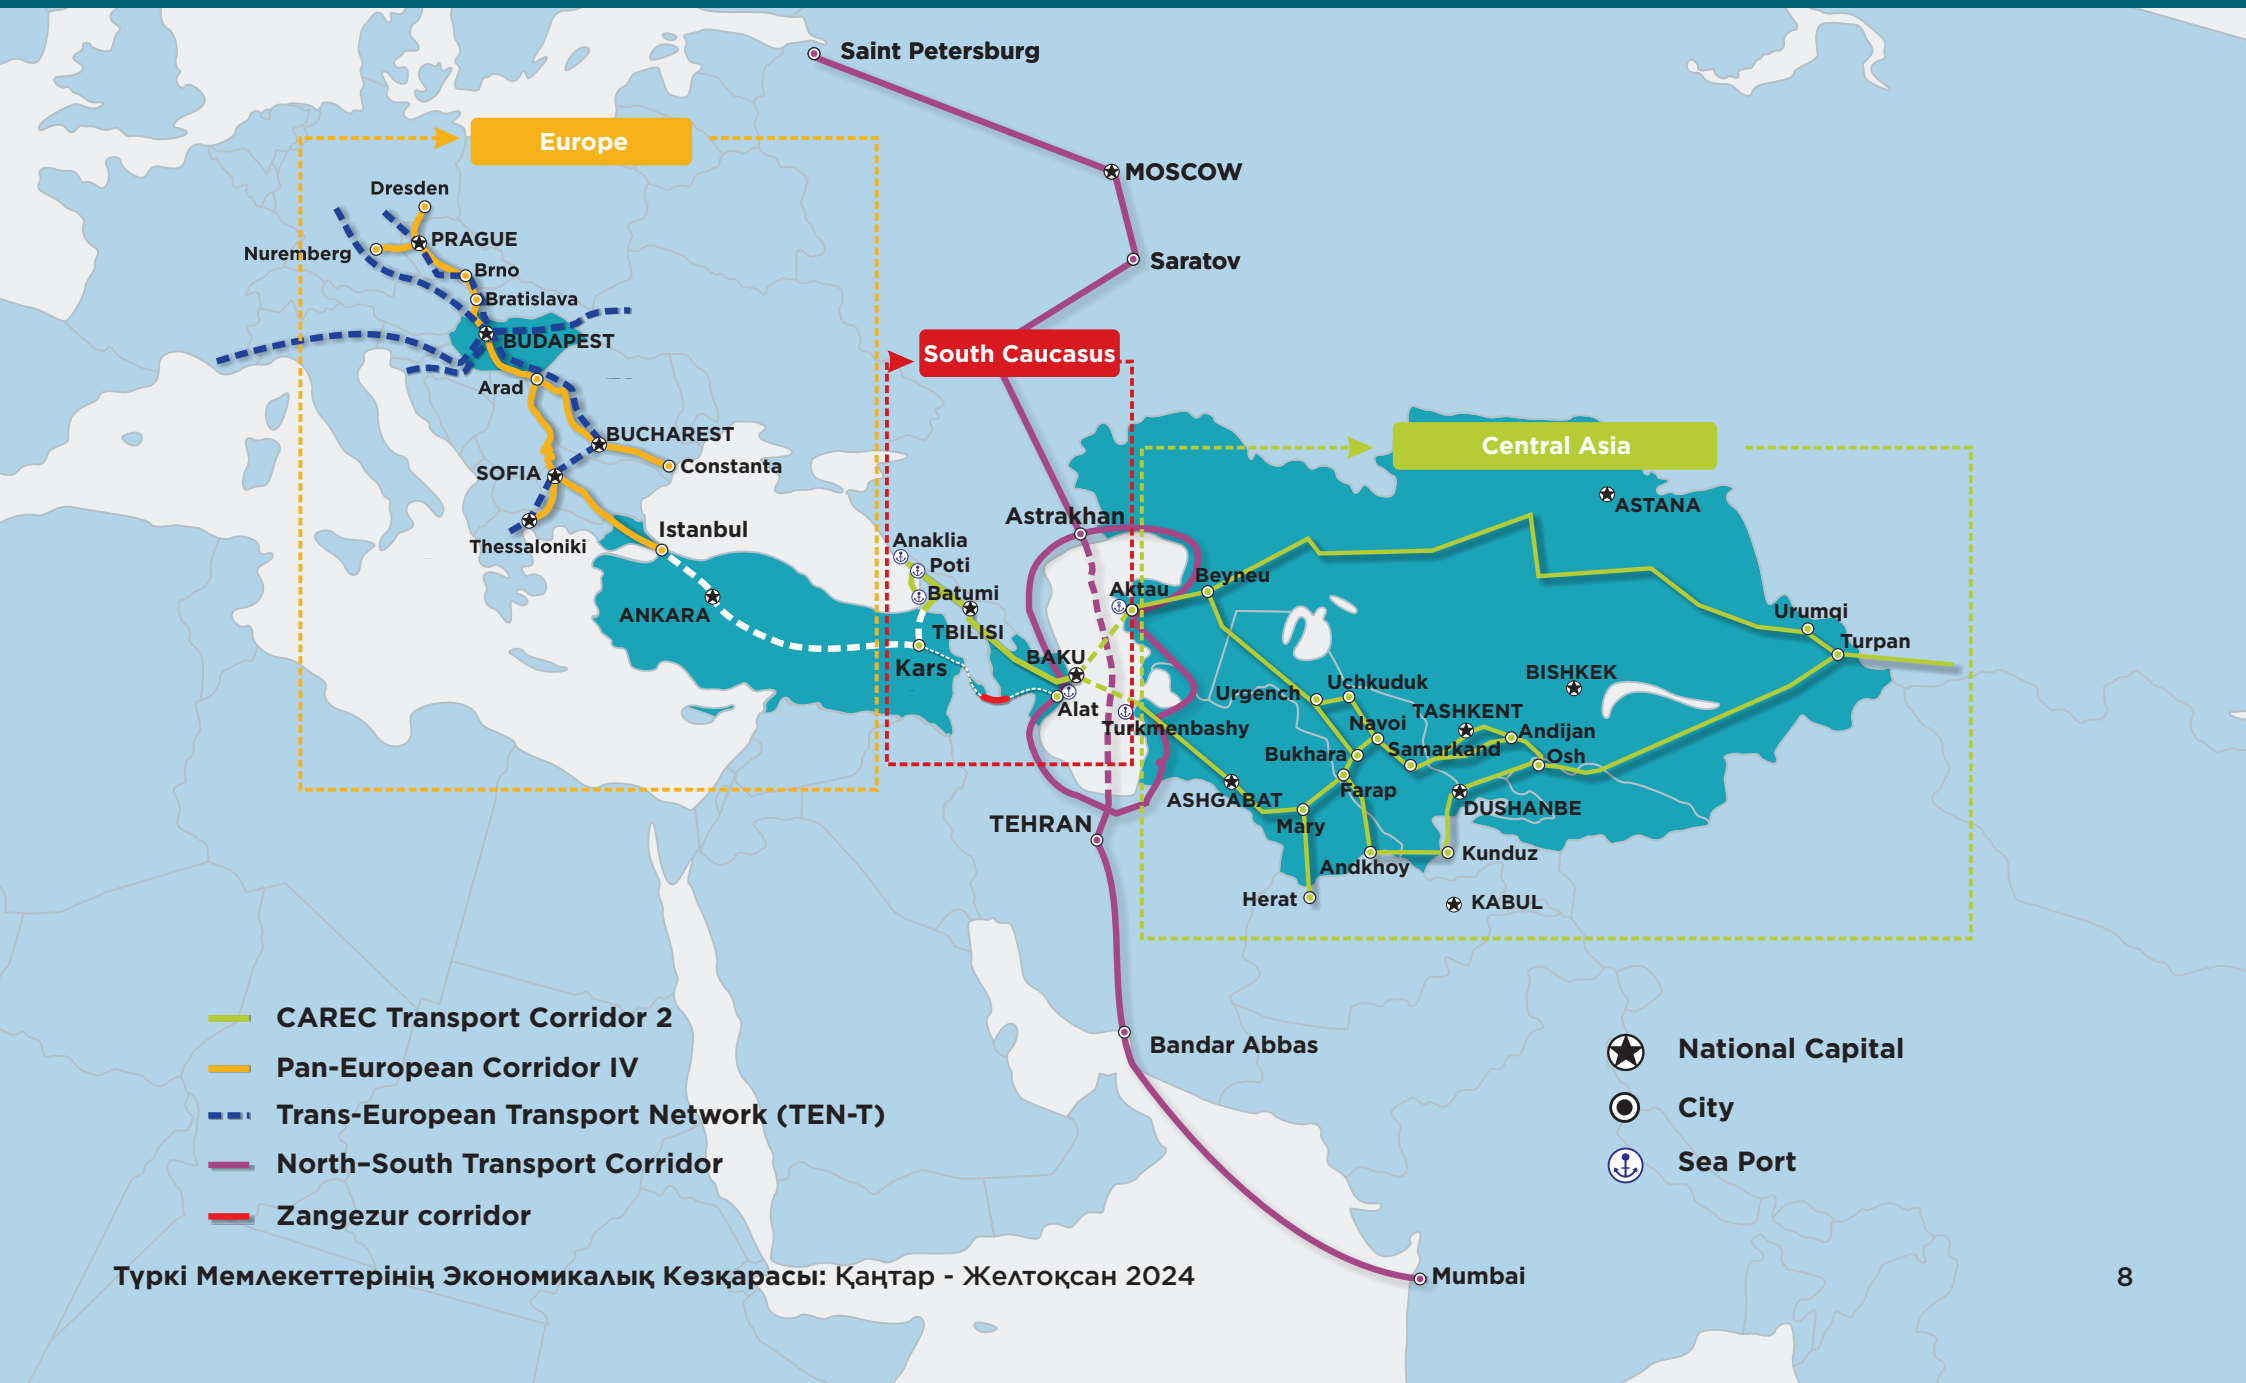 Saint Petersburg
MOSCOW
Saratov
Europe
Dresden
PRAGUE
Nuremberg
Brno
Bratislava
BUDAPEST
Arad
BUCHAREST
Constanta
SOFIA
Thessaloniki
Istanbul
ANKARA
South Caucasus
Astrakhan
Anaklia
Poti
Batumi
TBILISI
Kars
BAKU
Alat
Central Asia
ASTANA
Aktau
Beyneu
Urumqi
Turpan
BISHKEK
Urgench
Uchkuduk
TASHKENT
Navoi
Andijan
Turkmenbashy
Bukhara
Samarkand
Osh
ASHGABAT
Farap
DUSHANBE
Mary
Andkhoy
Kunduz
Herat
KABUL
TEHRAN
Bandar Abbas
Mumbai
CAREC Transport Corridor 2
Pan-European Corridor IV
Trans-European Transport Network (TEN-T)
North–South Transport Corridor
Zangezur corridor
National Capital
City
Sea Port
Түркі Мемлекеттерінің Экономикалық Көзқарасы: Қаңтар - Желтоқсан 2024
8